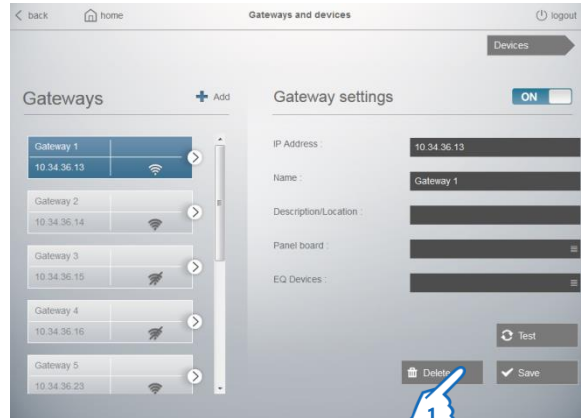 back
home
Gateways and devices
logout
Devices
Gateways
Add
Gateway 1
10.34.36.13
Gateway 2
10.34.36.14
Gateway 3
10.34.36.15
Gateway 4
10.34.36.16
Gateway 5
10.34.36.23
Gateway settings
ON
IP Address :
10.34.36.13
Name :
Gateway 1
Description/Location :
Panel board :
EQ Devices :
Test
Delete
Save
1